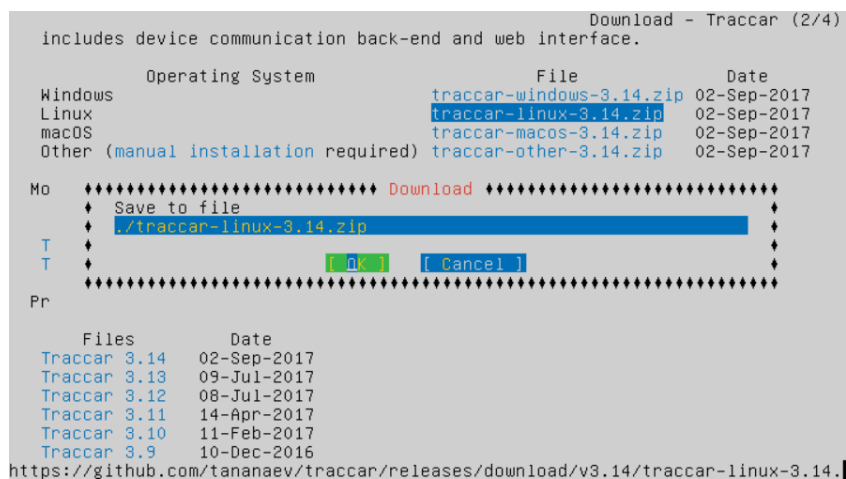 Download - Traccar (2/4)
includes device communication back-end and web interface.
Operating System File Date
Windows traccar-windows-3.14.zip 02-Sep-2017
Linux traccar-linux-3.14.zip 02-Sep-2017
macOS traccar-macos-3.14.zip 02-Sep-2017
Other (manual installation required) traccar-other-3.14.zip 02-Sep-2017
Mo Download
Save to file
./traccar-linux-3.14.zip
T
T [ OK ] [ Cancel ]
Pr
Files Date
Traccar 3.14 02-Sep-2017
Traccar 3.13 09-Jul-2017
Traccar 3.12 08-Jul-2017
Traccar 3.11 14-Apr-2017
Traccar 3.10 11-Feb-2017
Traccar 3.9 10-Dec-2016
https://github.com/tananaev/traccar/releases/download/v3.14/traccar-linux-3.14.